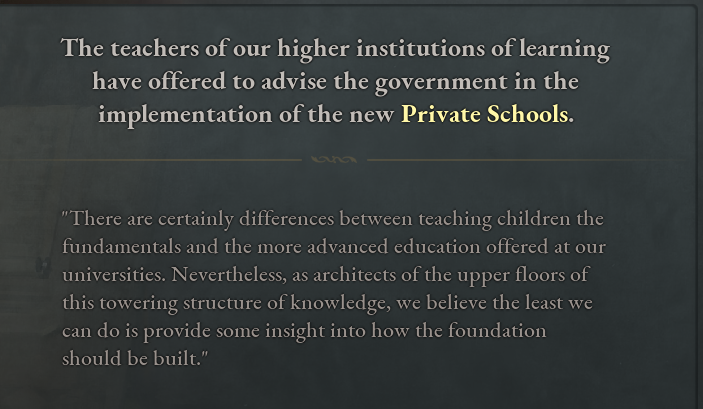 The teachers of our higher institutions of learning
have offered to advise the government in the
implementation of the new Private Schools.
"There are certainly differences between teaching children the
fundamentals and the more advanced education offered at our
universities. Nevertheless, as architects of the upper floors of
this towering structure of knowledge, we believe the least we
can do is provide some insight into how the foundation
should be built."